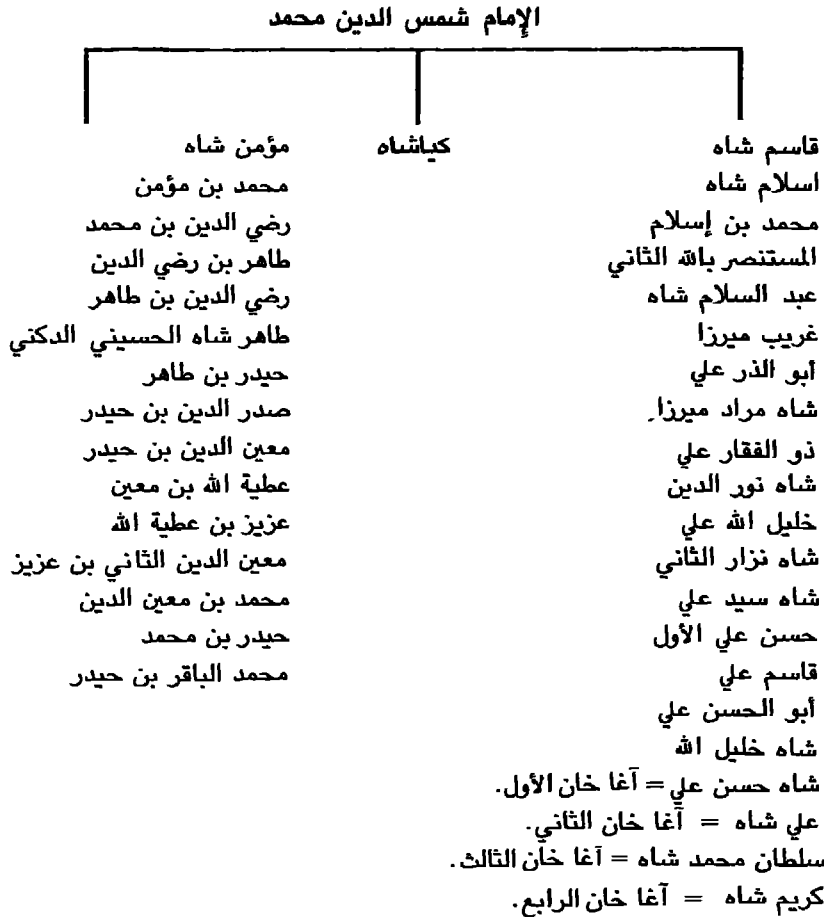 الإمام شمس الدين محمد
قاسم شاه كياشاه مؤمن شاه
اسلام شاه محمد بن مؤمن
محمد بن إسلام رضي الدين بن محمد
المستنصر بالله الثاني طاهر بن رضي الدين
عبد السلام شاه رضي الدين بن طاهر
غريب ميرزا طاهر شاه الحسيني الدكني
أبو الذر علي حيدر بن طاهر
شاه مراد ميرزا. صدر الدين بن حيدر
ذو الفقار علي معين الدين بن حيدر
شاه نور الدين عطية الله بن معين
خليل الله علي عزيز بن عطية الله
شاه نزار الثاني معين الدين الثاني بن عزيز
شاه سيد علي محمد بن معين الدين
حسن علي الأول حيدر بن محمد
قاسم علي محمد الباقر بن حيدر
أبو الحسن علي
شاه خليل الله
شاه حسن علي = آغا خان الأول.
علي شاه = آغا خان الثاني.
سلطان محمد شاه = آغا خان الثالث.
كريم شاه = آغا خان الرابع.